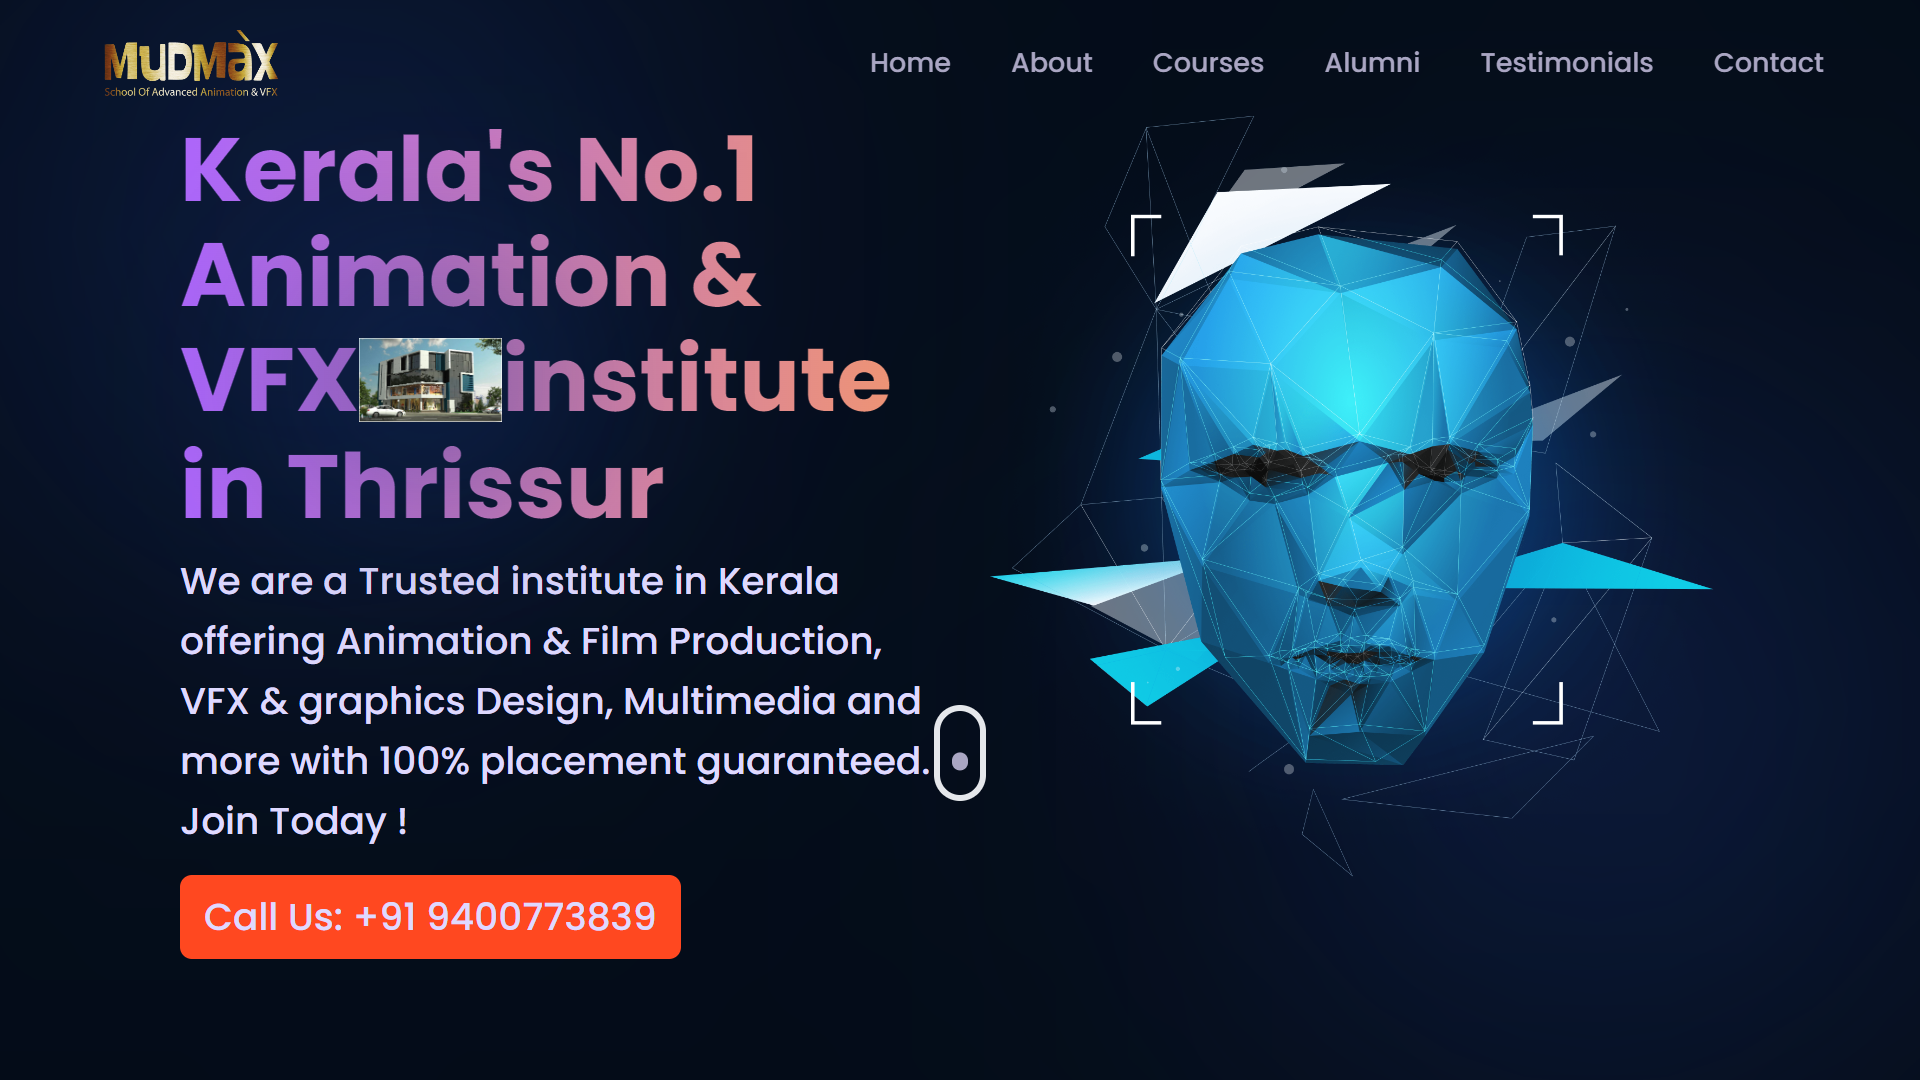 MUDMAX
School Of Advanced Animation & VFX
Home About Courses Alumni Testimonials Contact
Kerala's No.1
Animation &
VFX institute
in Thrissur
We are a Trusted institute in Kerala
offering Animation & Film Production,
VFX & graphics Design, Multimedia and
more with 100% placement guaranteed.
Join Today !
Call Us: +91 9400773839